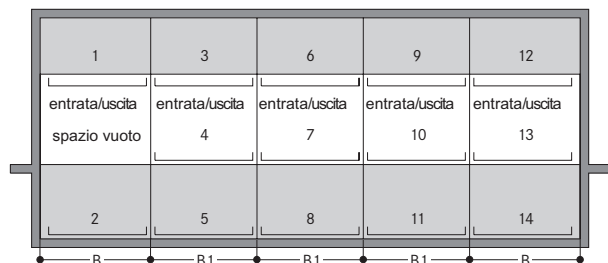 1 3 6 9 12
entrata/uscita entrata/uscita entrata/uscita entrata/uscita entrata/uscita
spazio vuoto 4 7 10 13
2 5 8 11 14
B B1 B1 B1 B